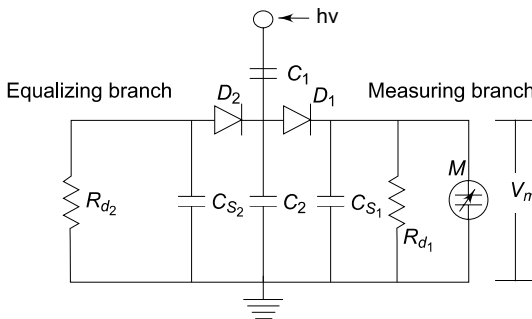 hv
C1
D2
D1
Equalizing branch
Measuring branch
M
Rd2
CS2
C2
CS1
Rd1
Vm